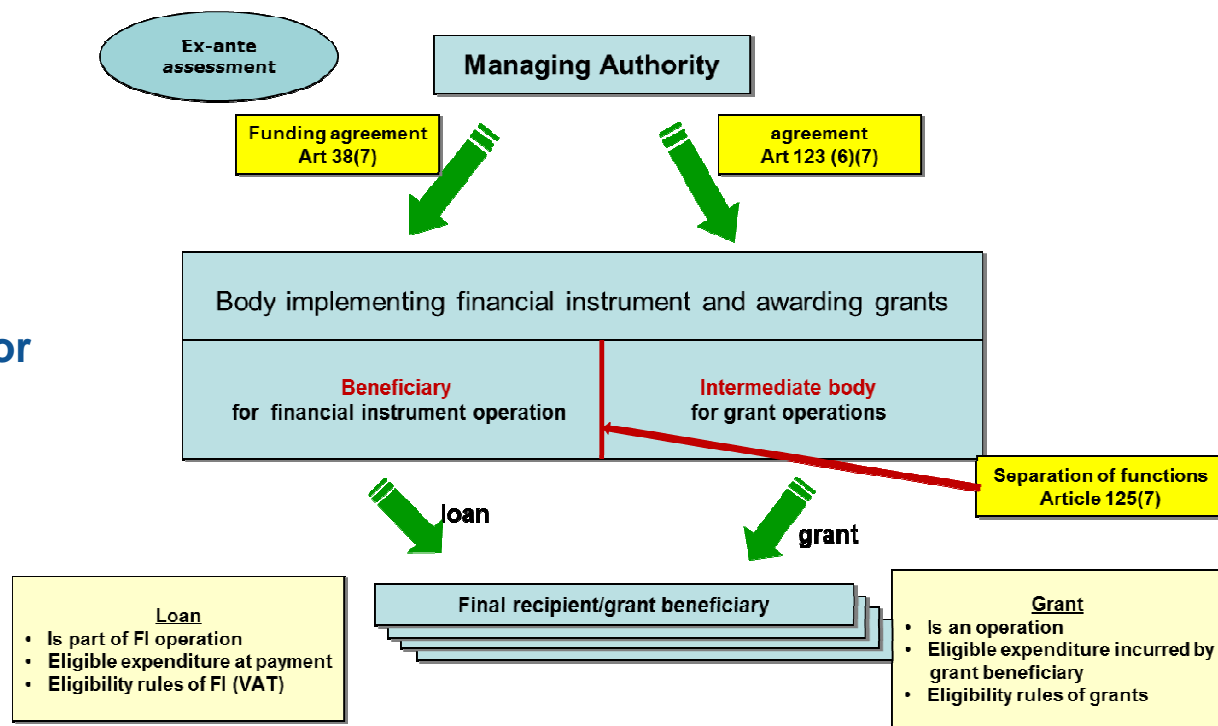 Ex-ante
assessment
Managing Authority
Funding agreement
Art 38(7)
agreement
Art 123 (6)(7)
Body implementing financial instrument and awarding grants
or
Beneficiary
for financial instrument operation
Intermediate body
for grant operations
Separation of functions
Article 125(7)
loan
grant
Final recipient/grant beneficiary
Loan
• Is part of FI operation
• Eligible expenditure at payment
• Eligibility rules of FI (VAT)
Grant
• Is an operation
• Eligible expenditure incurred by
grant beneficiary
• Eligibility rules of grants